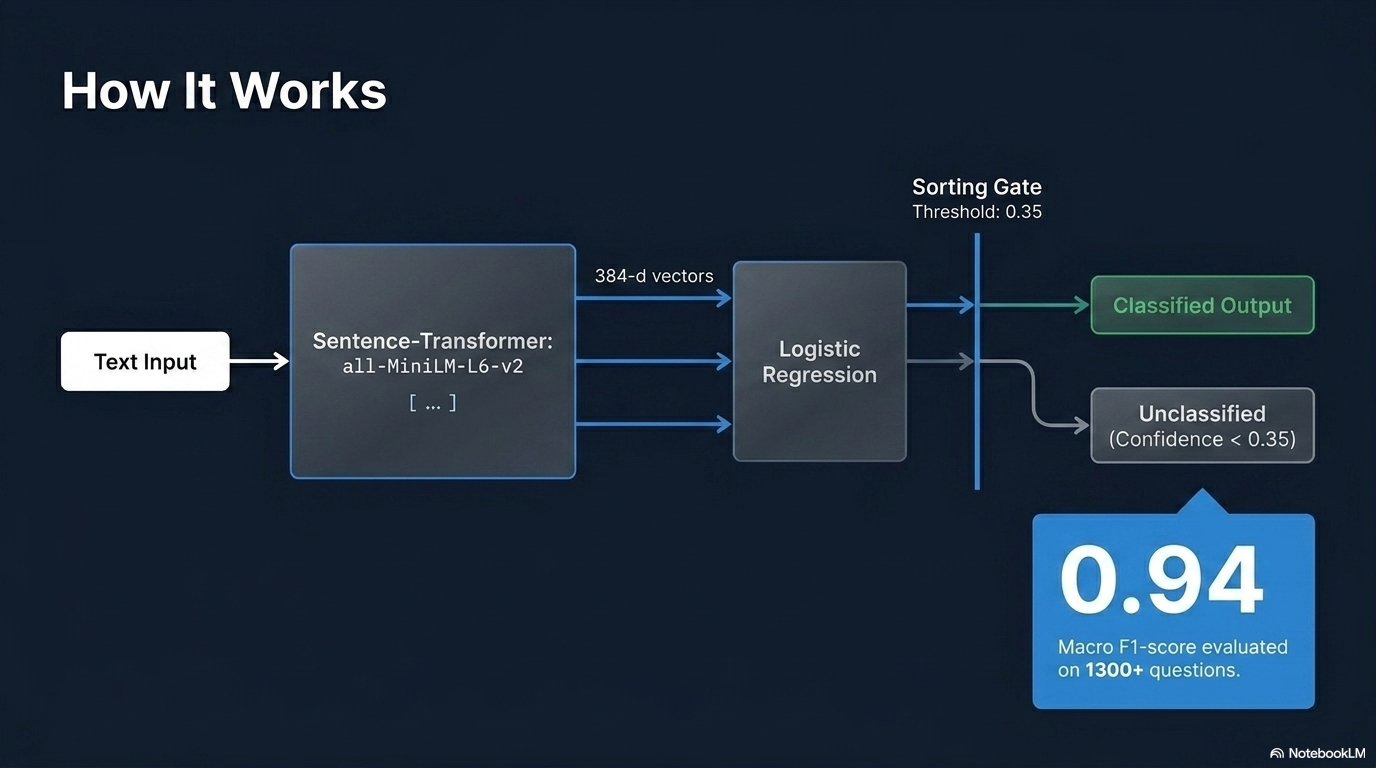 How It Works
Sorting Gate
Threshold: 0.35
384-d vectors
Text Input
Sentence-Transformer:
all-MiniLM-L6-v2
[ ... ]
Logistic
Regression
Classified Output
Unclassified
(Confidence < 0.35)
0.94
Macro F1-score evaluated
on 1300+ questions.
NotebookLM